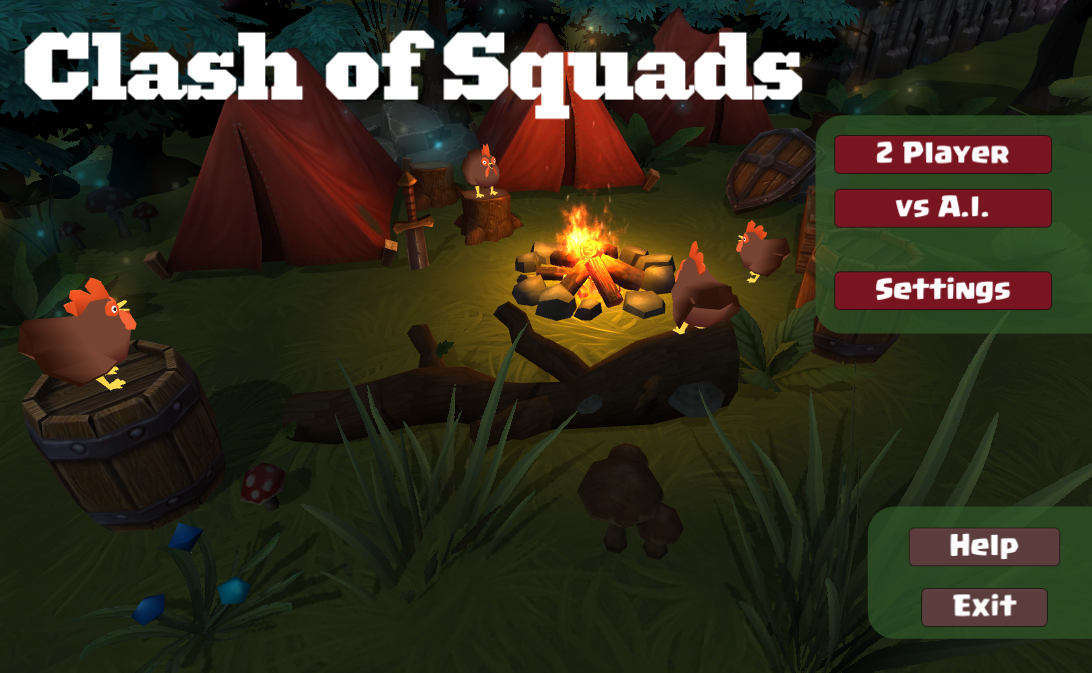 Clash of Squads
2 Player
vs A.I.
Settings
Help
Exit